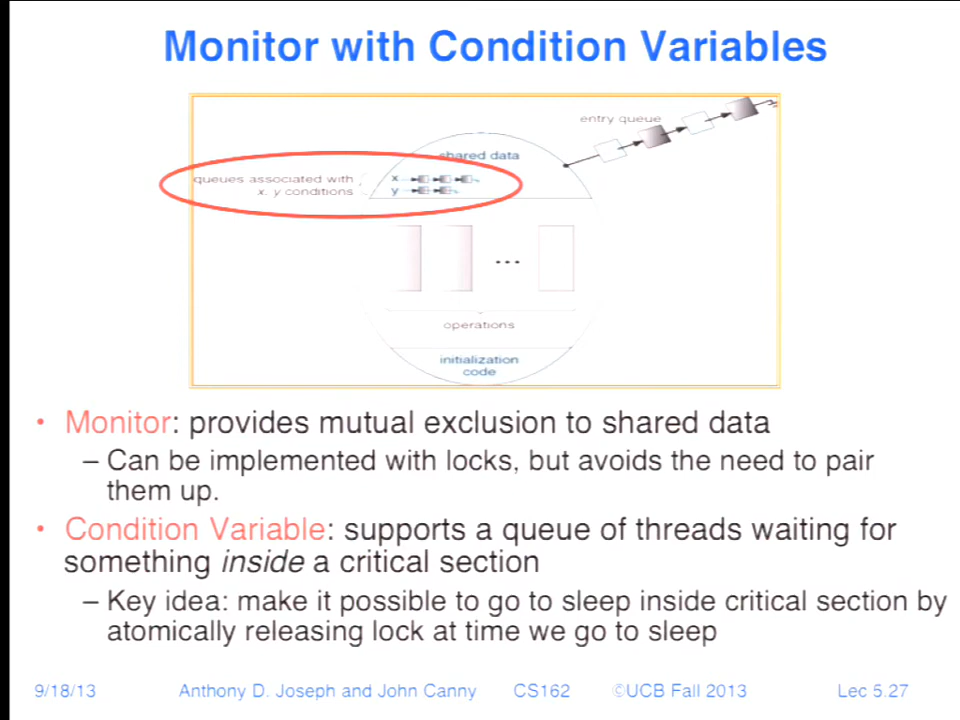 Monitor with Condition Variables
entry queue
shared data
queues associated with
x, y conditions
x
y
...
operations
initialization
code
• Monitor: provides mutual exclusion to shared data
– Can be implemented with locks, but avoids the need to pair
them up.
• Condition Variable: supports a queue of threads waiting for
something inside a critical section
– Key idea: make it possible to go to sleep inside critical section by
atomically releasing lock at time we go to sleep
9/18/13 Anthony D. Joseph and John Canny CS162 ©UCB Fall 2013 Lec 5.27